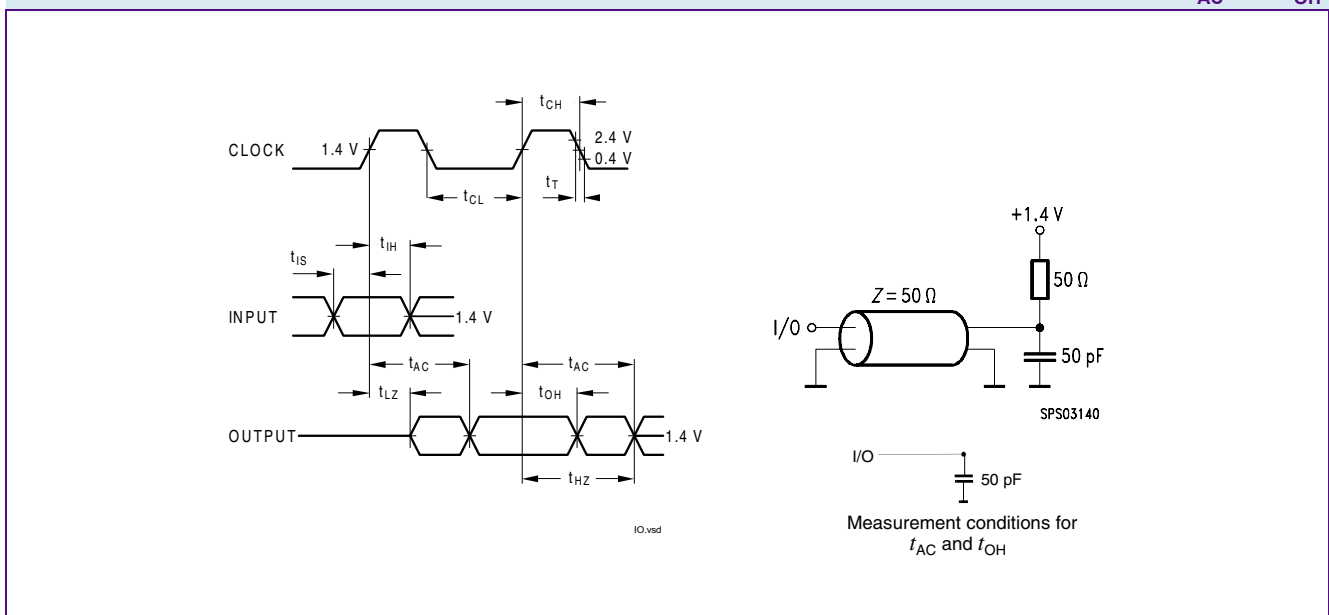 AC OH
tCH
CLOCK 1.4 V 2.4 V
0.4 V
tT
tCL
tIH
tIS
INPUT 1.4 V
tAC tAC
tLZ tOH
OUTPUT 1.4 V
tHZ
IO.vsd
+1.4 V
50 Ω
Z = 50 Ω
I/O
50 pF
SPS03140
I/O
50 pF
Measurement conditions for
tAC and tOH